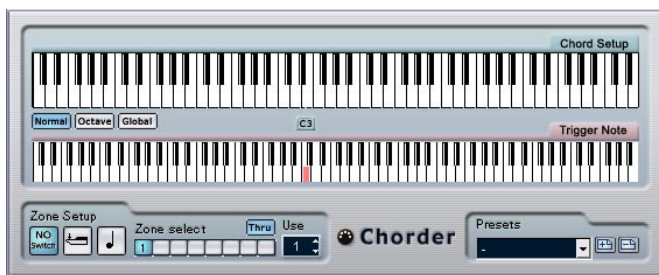 Chord Setup
Normal Octave Global
C3
Trigger Note
Zone Setup
NO Switch
Zone select
Thru
Use
1
1
Chorder
Presets
-